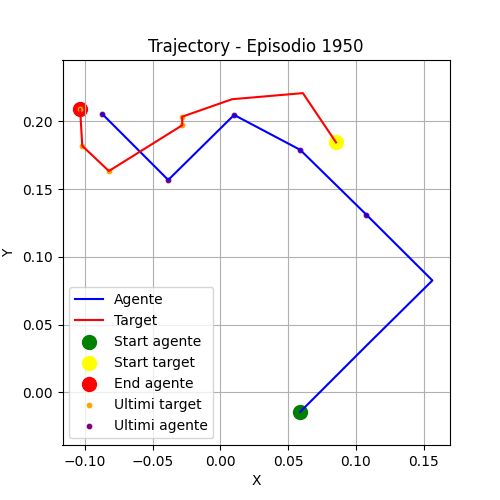 Trajectory - Episodio 1950
Y
0.20
0.15
0.10
0.05
0.00
Agente
Target
Start agente
Start target
End agente
Ultimi target
Ultimi agente
−0.10 −0.05 0.00 0.05 0.10 0.15
X